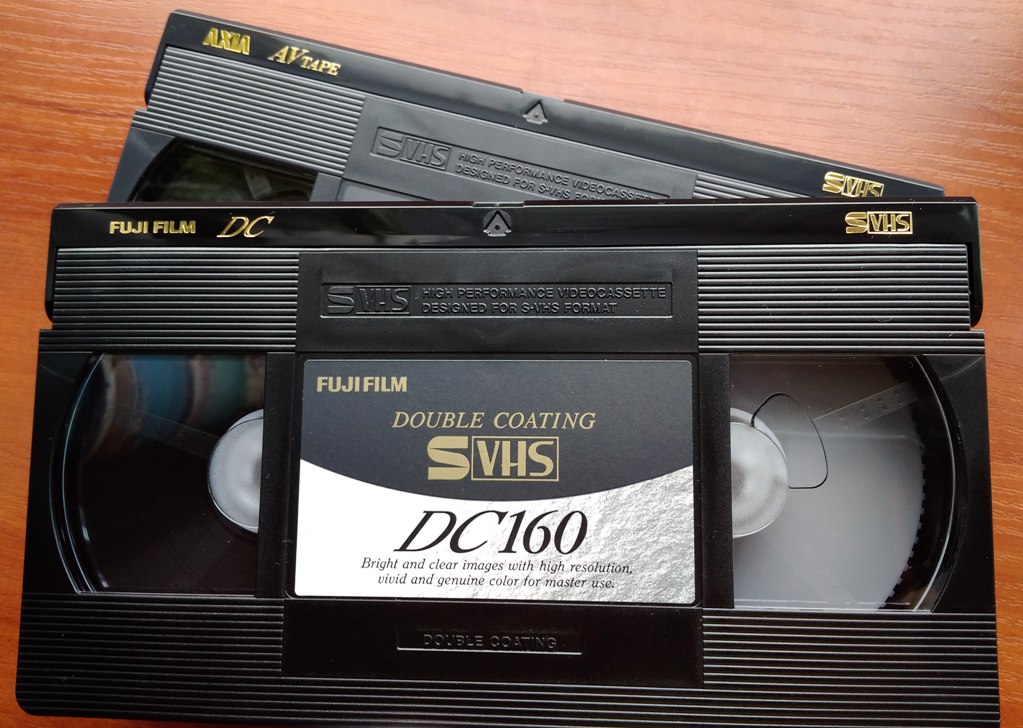 AXIA AV TAPE
S VHS HIGH PERFORMANCE VIDEOCASSETTE
DESIGNED FOR S-VHS
S VHS
FUJI FILM DC
S VHS
S VHS HIGH PERFORMANCE VIDEOCASSETTE
DESIGNED FOR S-VHS FORMAT
FUJI FILM
DOUBLE COATING
S VHS
DC160
Bright and clear images with high resolution,
vivid and genuine color for master use.
DOUBLE COATING